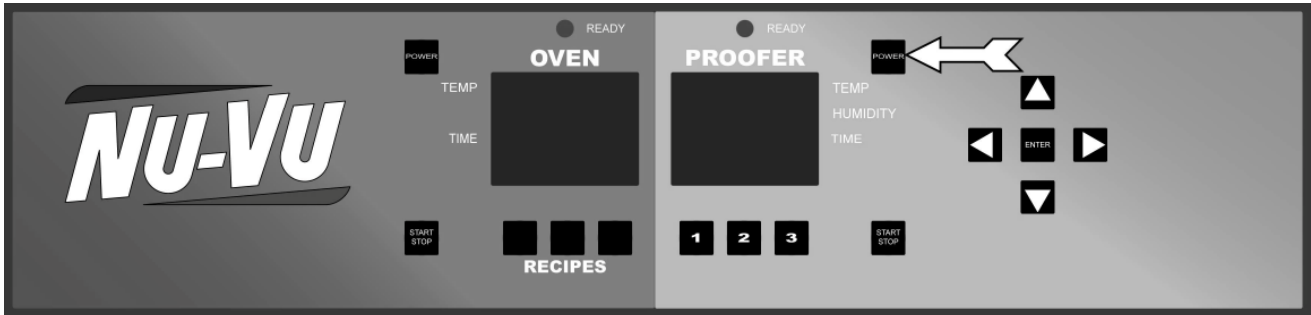 READY
READY
POWER
OVEN
PROOFER
POWER
TEMP
TEMP
HUMIDITY
TIME
TIME
NU-VU
ENTER
START
STOP
1 2 3
START
STOP
RECIPES